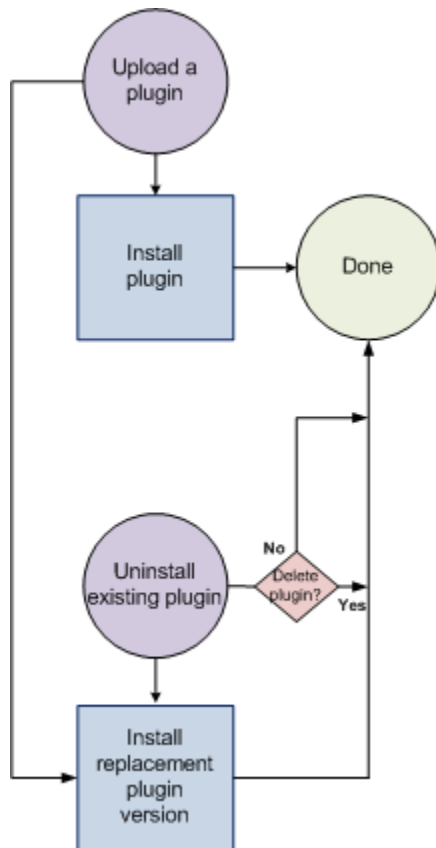 Upload a
plugin
Install
plugin
Done
No
Uninstall
existing plugin
Delete
plugin?
Yes
Install
replacement
plugin
version